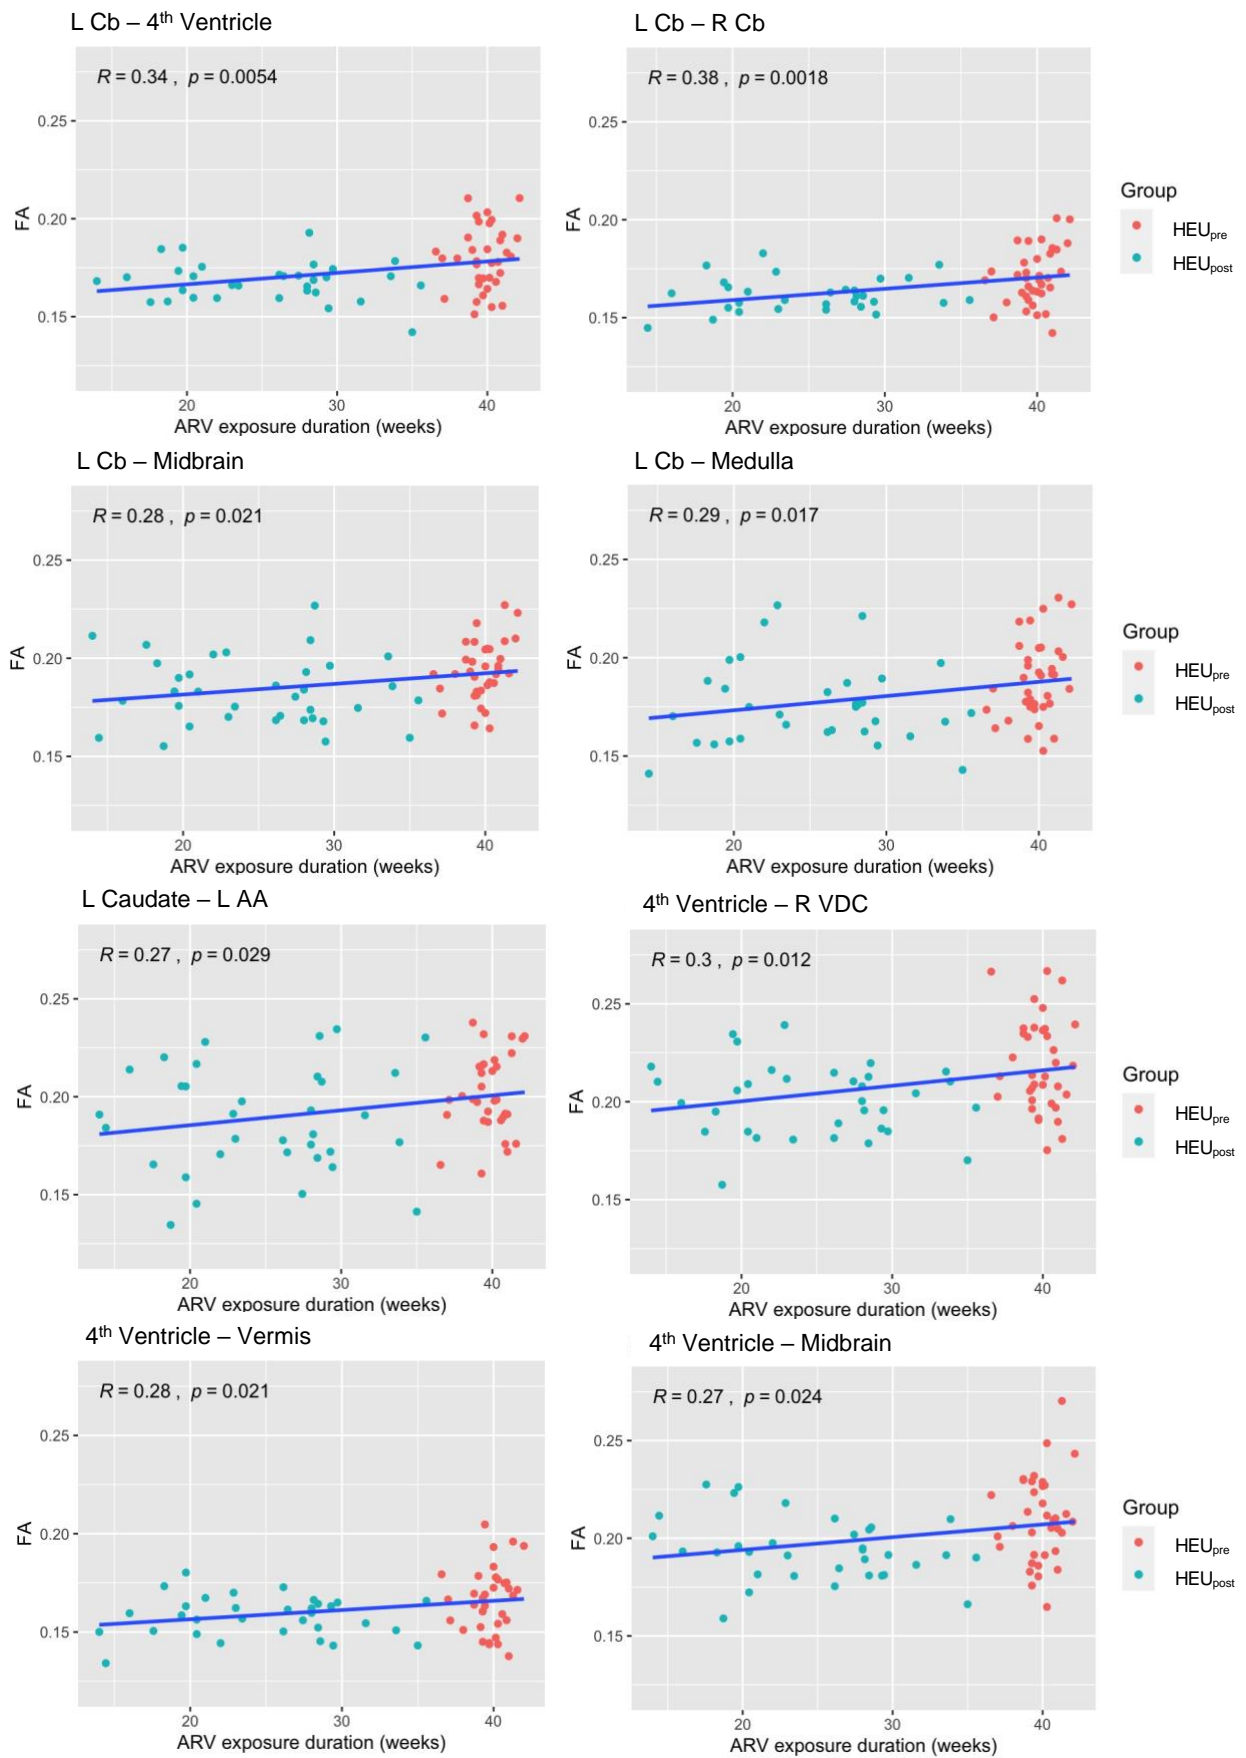 L Cb – 4th Ventricle
R = 0.34 , p = 0.0054
0.25
0.20
0.15
FA
20 30 40
ARV exposure duration (weeks)
L Cb – R Cb
R = 0.38 , p = 0.0018
0.25
0.20
0.15
FA
20 30 40
ARV exposure duration (weeks)
Group
HEUpre
HEUpost
L Cb – Midbrain
R = 0.28 , p = 0.021
0.25
0.20
0.15
FA
20 30 40
ARV exposure duration (weeks)
L Cb – Medulla
R = 0.29 , p = 0.017
0.25
0.20
0.15
FA
20 30 40
ARV exposure duration (weeks)
Group
HEUpre
HEUpost
L Caudate – L AA
R = 0.27 , p = 0.029
0.25
0.20
0.15
FA
20 30 40
ARV exposure duration (weeks)
4th Ventricle – R VDC
R = 0.3 , p = 0.012
0.25
0.20
0.15
FA
20 30 40
ARV exposure duration (weeks)
Group
HEUpre
HEUpost
4th Ventricle – Vermis
R = 0.28 , p = 0.021
0.25
0.20
0.15
FA
20 30 40
ARV exposure duration (weeks)
4th Ventricle – Midbrain
R = 0.27 , p = 0.024
0.25
0.20
0.15
FA
20 30 40
ARV exposure duration (weeks)
Group
HEUpre
HEUpost